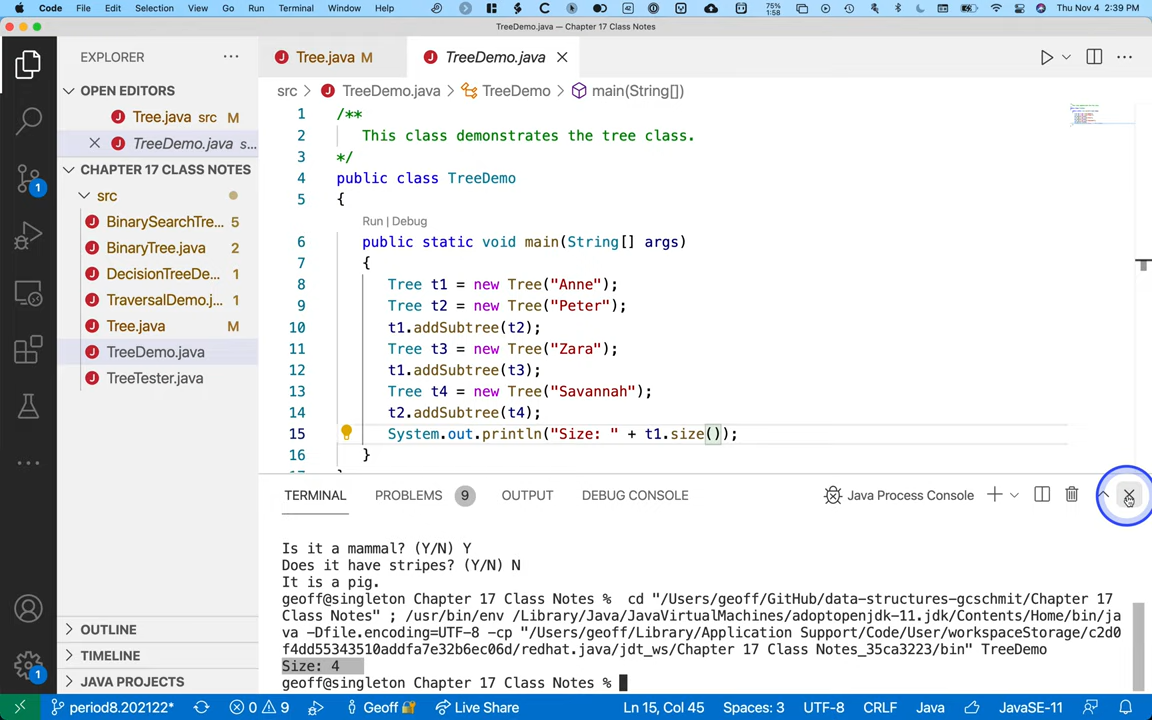 Code File Edit Selection View Go Run Terminal Window Help 42 75% 1:58 Thu Nov 4 2:39 PM
TreeDemo.java — Chapter 17 Class Notes
EXPLORER
OPEN EDITORS
Tree.java src M
TreeDemo.java s...
CHAPTER 17 CLASS NOTES
src
BinarySearchTre... 5
BinaryTree.java 2
DecisionTreeDe... 1
TraversalDemo.j... 1
Tree.java M
TreeDemo.java
TreeTester.java
OUTLINE
TIMELINE
JAVA PROJECTS
1
1
Tree.java M
TreeDemo.java
src > TreeDemo.java > TreeDemo > main(String[])
1 /**
2 This class demonstrates the tree class.
3 */
4 public class TreeDemo
5 {
Run | Debug
6 public static void main(String[] args)
7 {
8 Tree t1 = new Tree("Anne");
9 Tree t2 = new Tree("Peter");
10 t1.addSubtree(t2);
11 Tree t3 = new Tree("Zara");
12 t1.addSubtree(t3);
13 Tree t4 = new Tree("Savannah");
14 t2.addSubtree(t4);
15 System.out.println("Size: " + t1.size());
16 }
TERMINAL PROBLEMS 9 OUTPUT DEBUG CONSOLE Java Process Console
Is it a mammal? (Y/N) Y
Does it have stripes? (Y/N) N
It is a pig.
geoff@singleton Chapter 17 Class Notes % cd "/Users/geoff/GitHub/data-structures-gcschmit/Chapter 17
Class Notes" ; /usr/bin/env /Library/Java/JavaVirtualMachines/adoptopenjdk-11.jdk/Contents/Home/bin/ja
va -Dfile.encoding=UTF-8 -cp "/Users/geoff/Library/Application Support/Code/User/workspaceStorage/c2d0
f4dd55343510addfa7e32b6ec06d/redhat.java/jdt_ws/Chapter 17 Class Notes_35ca3223/bin" TreeDemo
Size: 4
geoff@singleton Chapter 17 Class Notes %
period8.202122* 0 9 Geoff Live Share Ln 15, Col 45 Spaces: 3 UTF-8 CRLF Java JavaSE-11